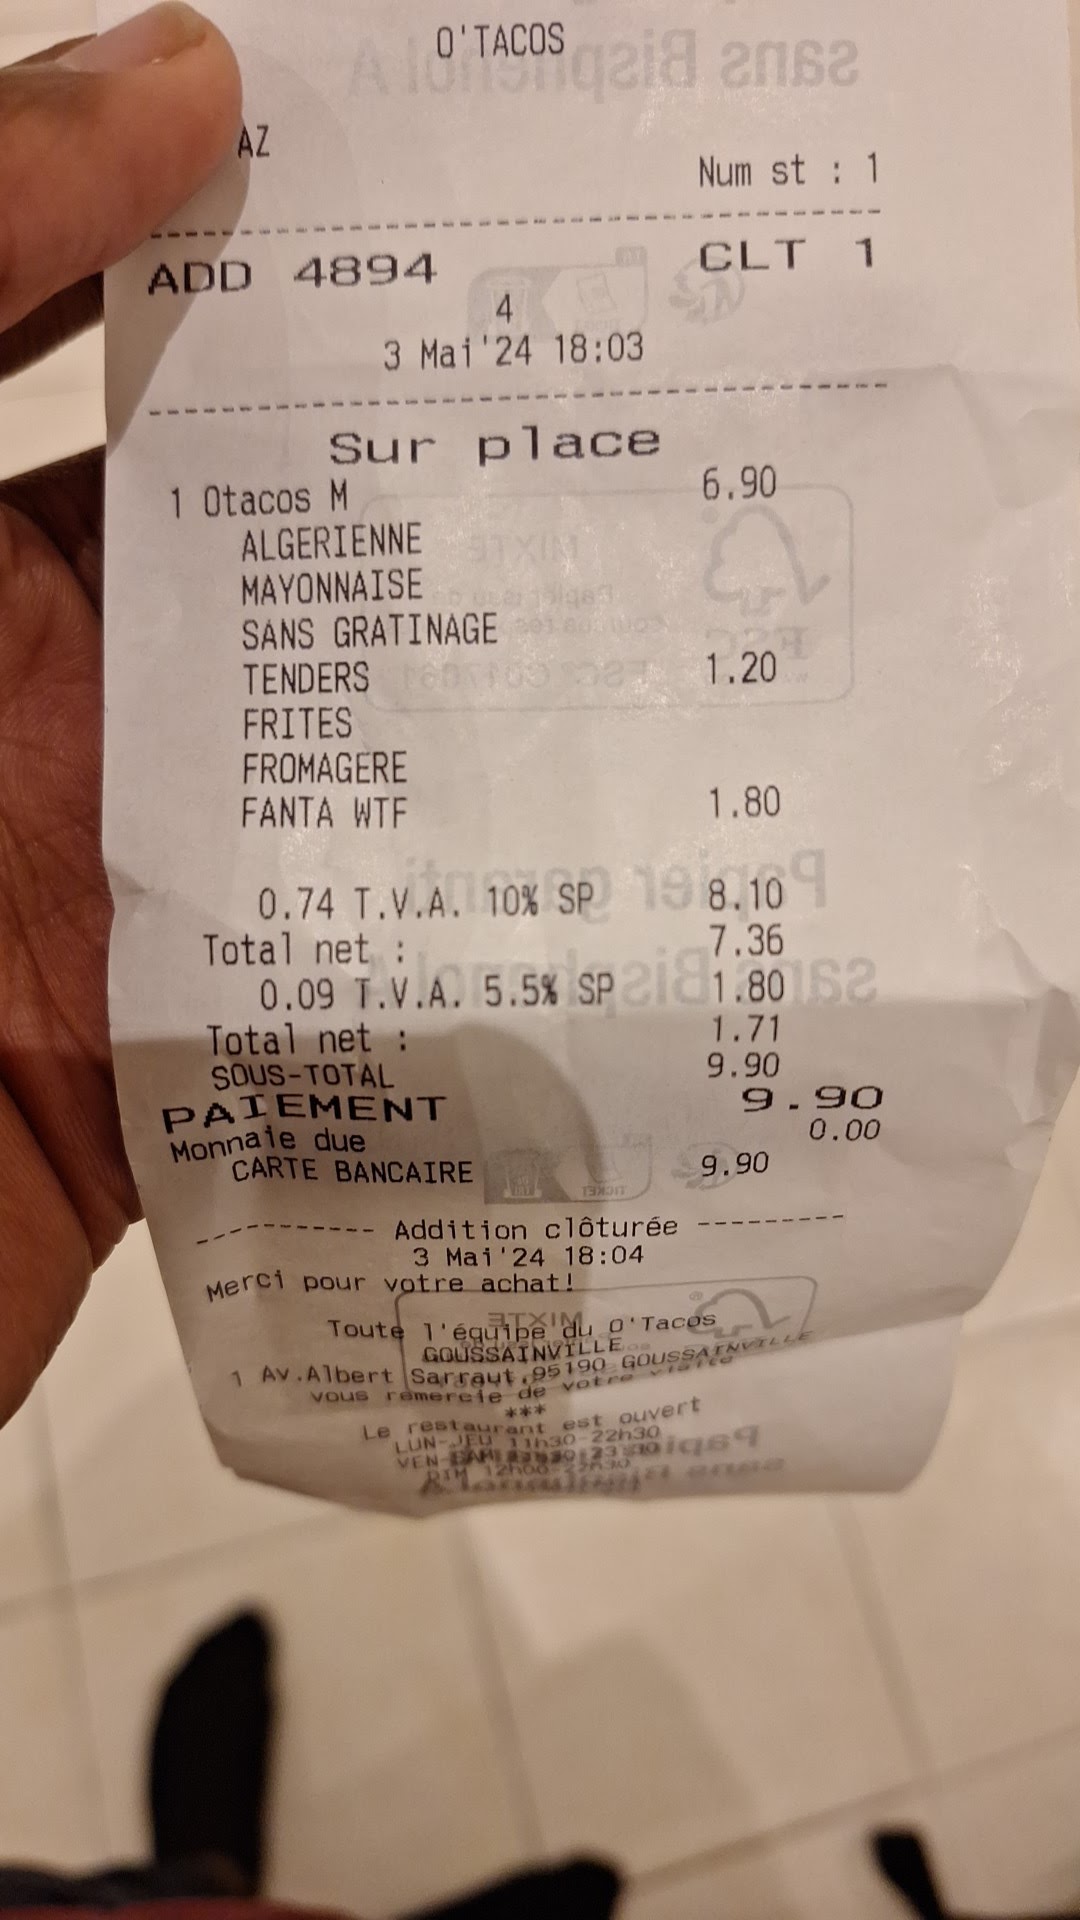 O'TACOS
AZ
Num st : 1
ADD 4894 CLT 1
4
3 Mai'24 18:03
Sur place
1 Otacos M 6.90
ALGERIENNE
MAYONNAISE
SANS GRATINAGE
TENDERS 1.20
FRITES
FROMAGERE
FANTA WTF 1.80
0.74 T.V.A. 10% SP 8.10
Total net : 7.36
0.09 T.V.A. 5.5% SP 1.80
Total net : 1.71
SOUS-TOTAL 9.90
PAIEMENT 9.90
Monnaie due 0.00
CARTE BANCAIRE 9.90
---------- Addition clôturée ---------
3 Mai'24 18:04
Merci pour votre achat!
Toute l'équipe du O'Tacos
GOUSSAINVILLE
1 Av.Albert Sarraut,95190 GOUSSAINVILLE
vous remercie de votre visite
***
Le restaurant est ouvert
LUN-JEU 11h30-22h30